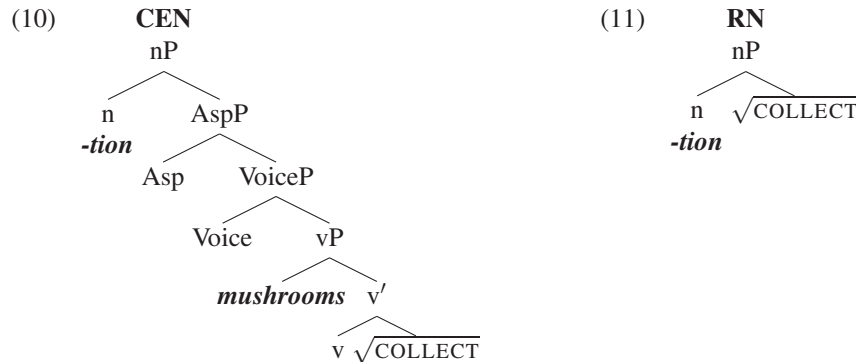 (10) CEN (11) RN
nP nP
n AspP n √COLLECT
-tion -tion
Asp VoiceP
Voice vP
mushrooms v′
v √COLLECT